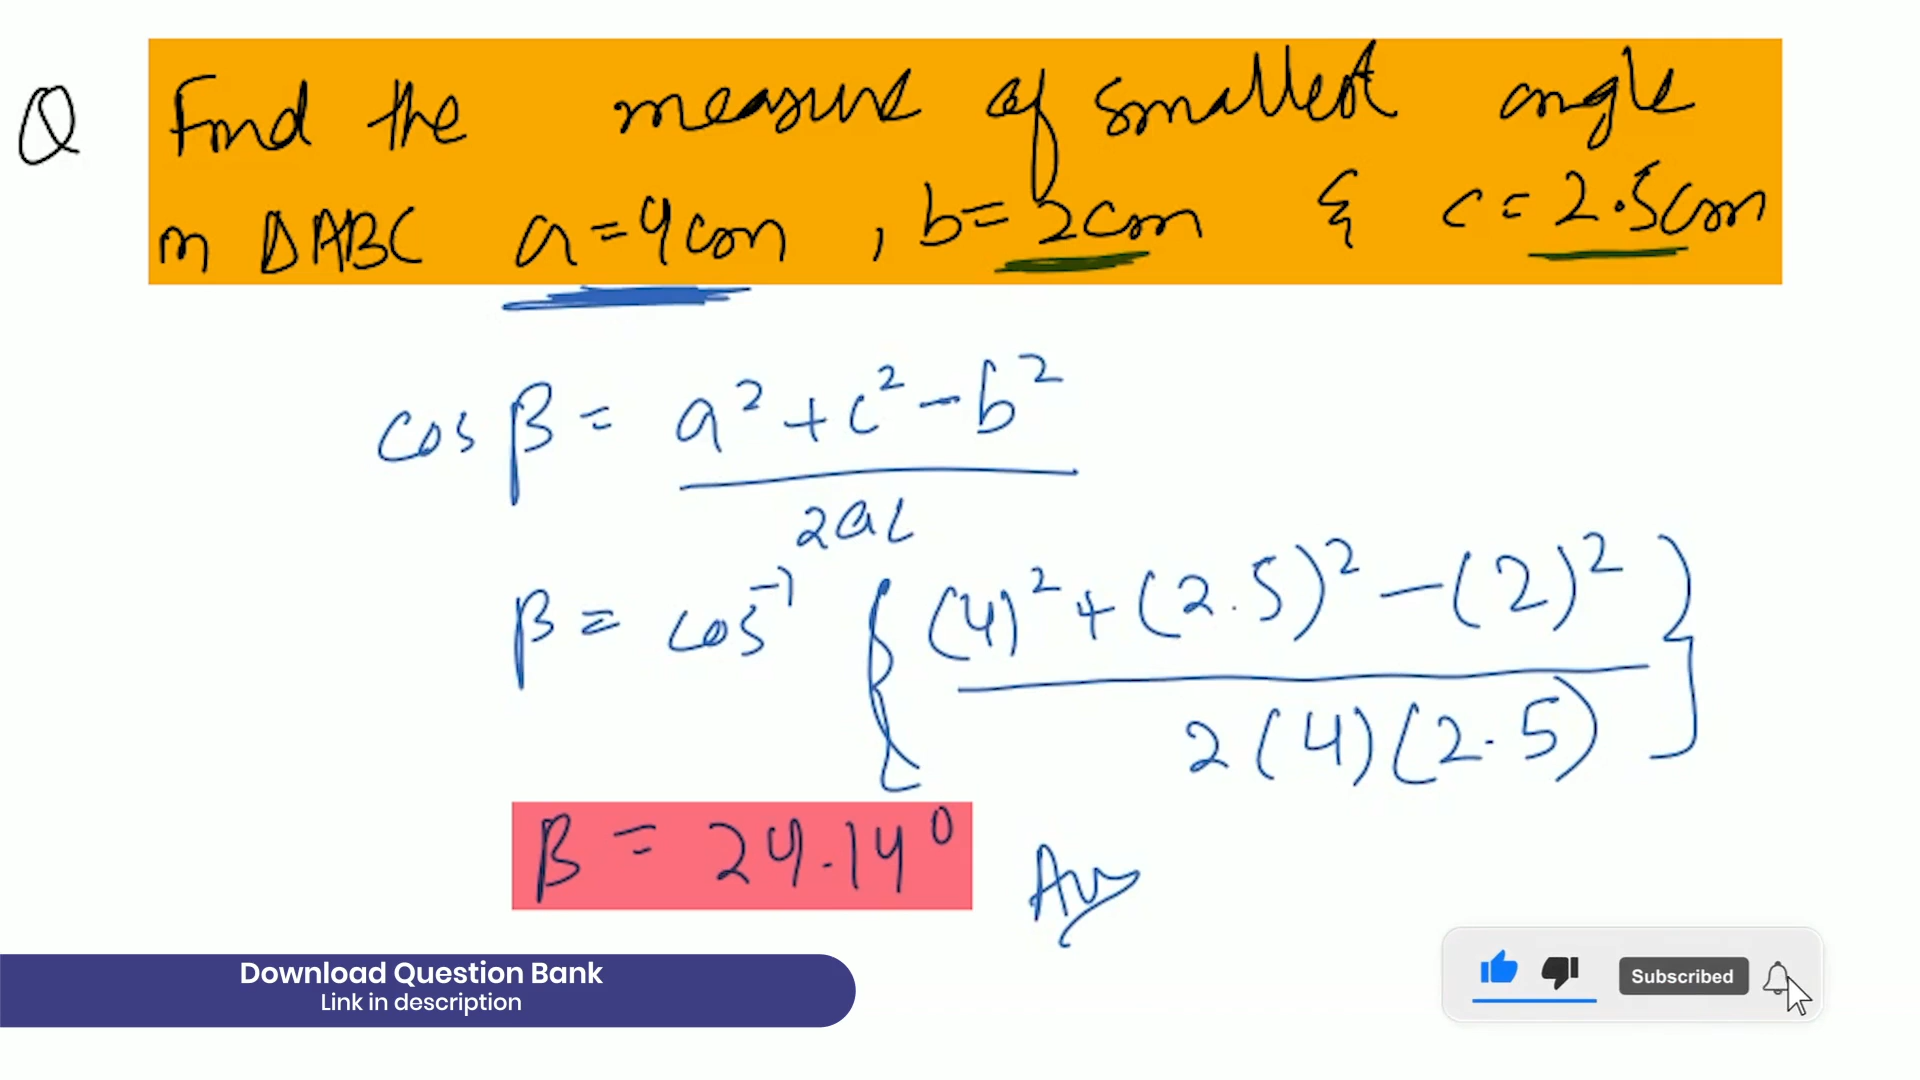 Q Find the measure of smallest angle
in ΔABC a=4cm , b=2cm & c=2.5cm
cos β = a²+c²-b²
2ac
β = cos⁻¹ { (4)²+(2.5)²-(2)² }
2(4)(2.5)
β = 24.14⁰ Ans
Download Question Bank
Link in description
Subscribed